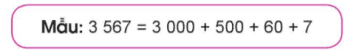 Mẫu: 3 567 = 3 000 + 500 + 60 + 7